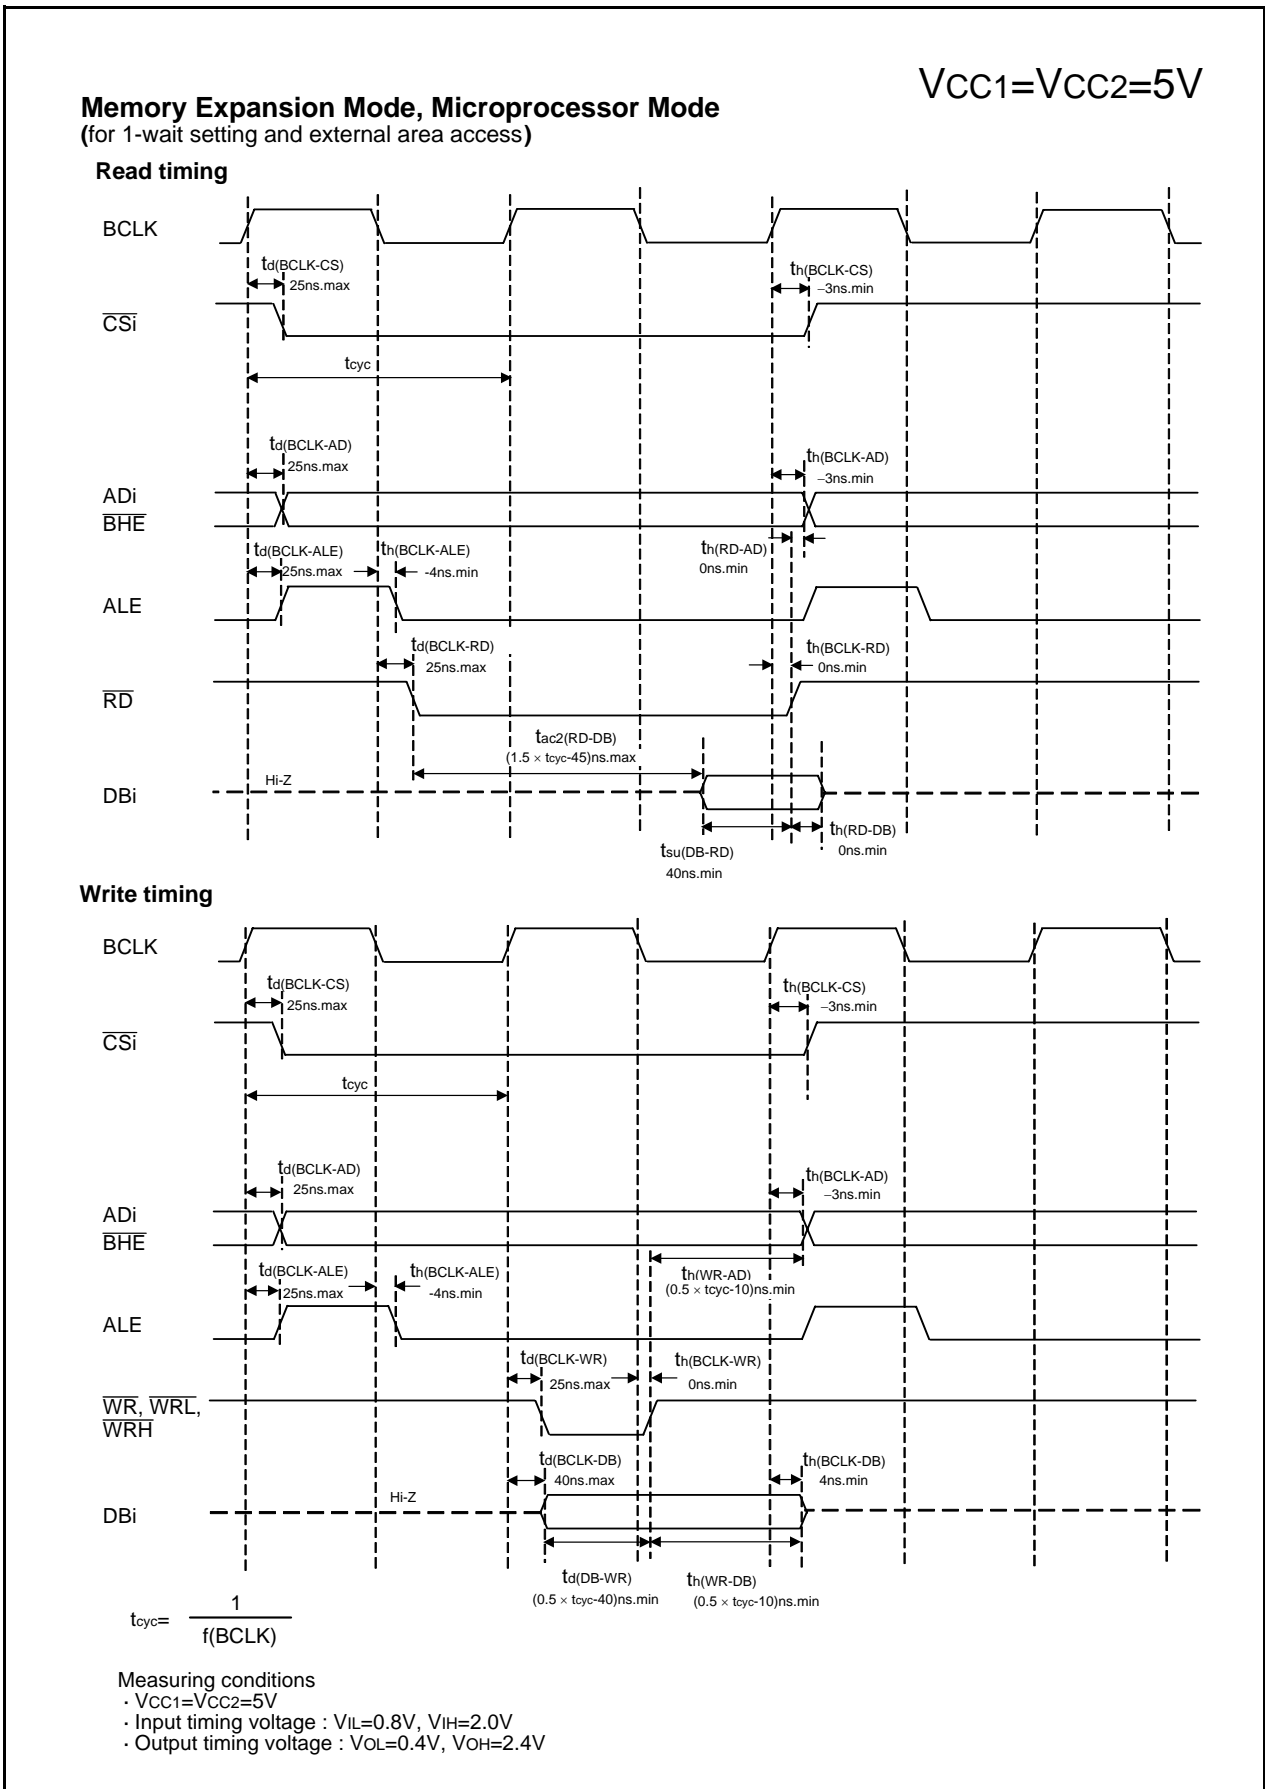 VCC1=VCC2=5V
Memory Expansion Mode, Microprocessor Mode
(for 1-wait setting and external area access)
Read timing
BCLK
td(BCLK-CS)
25ns.max
th(BCLK-CS)
−3ns.min
CSi
tcyc
td(BCLK-AD)
25ns.max
th(BCLK-AD)
−3ns.min
ADi
BHE
td(BCLK-ALE)
25ns.max
th(BCLK-ALE)
-4ns.min
th(RD-AD)
0ns.min
ALE
td(BCLK-RD)
25ns.max
th(BCLK-RD)
0ns.min
RD
tac2(RD-DB)
(1.5 × tcyc-45)ns.max
Hi-Z
DBi
tsu(DB-RD)
40ns.min
th(RD-DB)
0ns.min
Write timing
BCLK
td(BCLK-CS)
25ns.max
th(BCLK-CS)
−3ns.min
CSi
tcyc
td(BCLK-AD)
25ns.max
th(BCLK-AD)
−3ns.min
ADi
BHE
td(BCLK-ALE)
25ns.max
th(BCLK-ALE)
-4ns.min
th(WR-AD)
(0.5 × tcyc-10)ns.min
ALE
td(BCLK-WR)
25ns.max
th(BCLK-WR)
0ns.min
WR, WRL,
WRH
td(BCLK-DB)
40ns.max
th(BCLK-DB)
4ns.min
Hi-Z
DBi
td(DB-WR)
(0.5 × tcyc-40)ns.min
th(WR-DB)
(0.5 × tcyc-10)ns.min
tcyc= 1
f(BCLK)
Measuring conditions
· VCC1=VCC2=5V
· Input timing voltage : VIL=0.8V, VIH=2.0V
· Output timing voltage : VOL=0.4V, VOH=2.4V